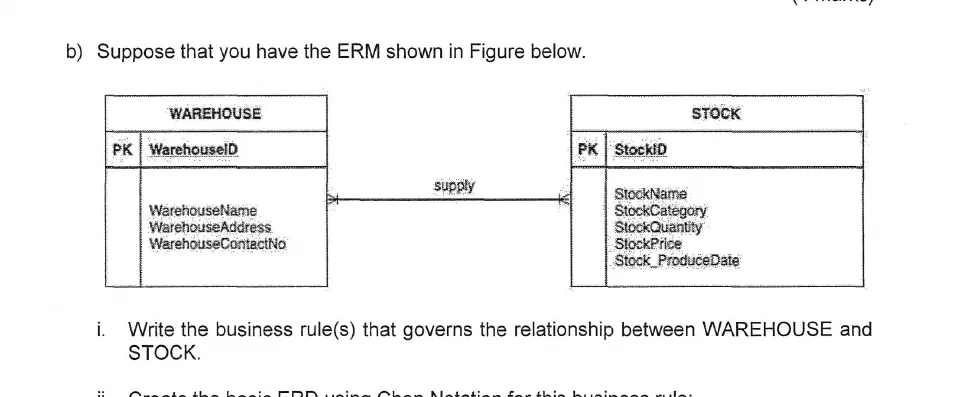 b) Suppose that you have the ERM shown in Figure below.
WAREHOUSE
PK WarehouseID
WarehouseName
WarehouseAddress
WarehouseContactNo
supply
STOCK
PK StockID
StockName
StockCategory
StockQuantity
StockPrice
Stock_ProduceDate
i. Write the business rule(s) that governs the relationship between WAREHOUSE and
STOCK.